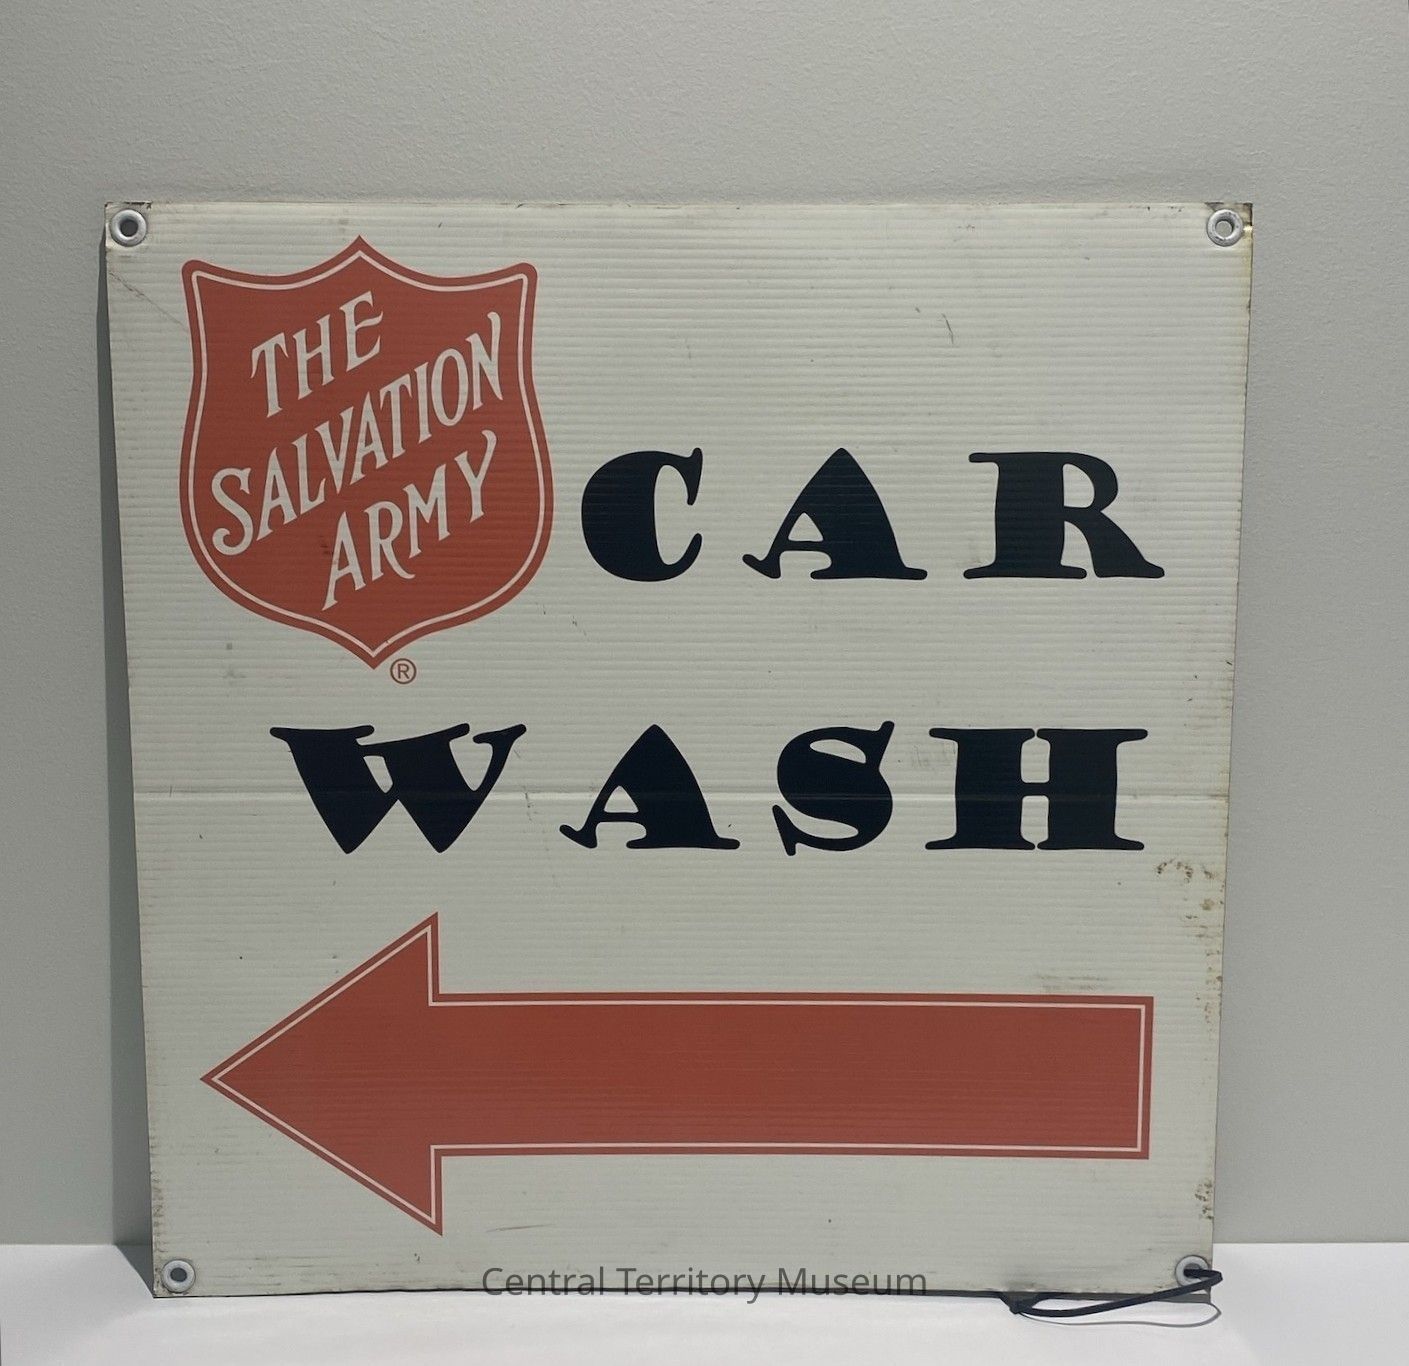 THE
SALVATION
ARMY
®
CAR
WASH
Central Territory Museum